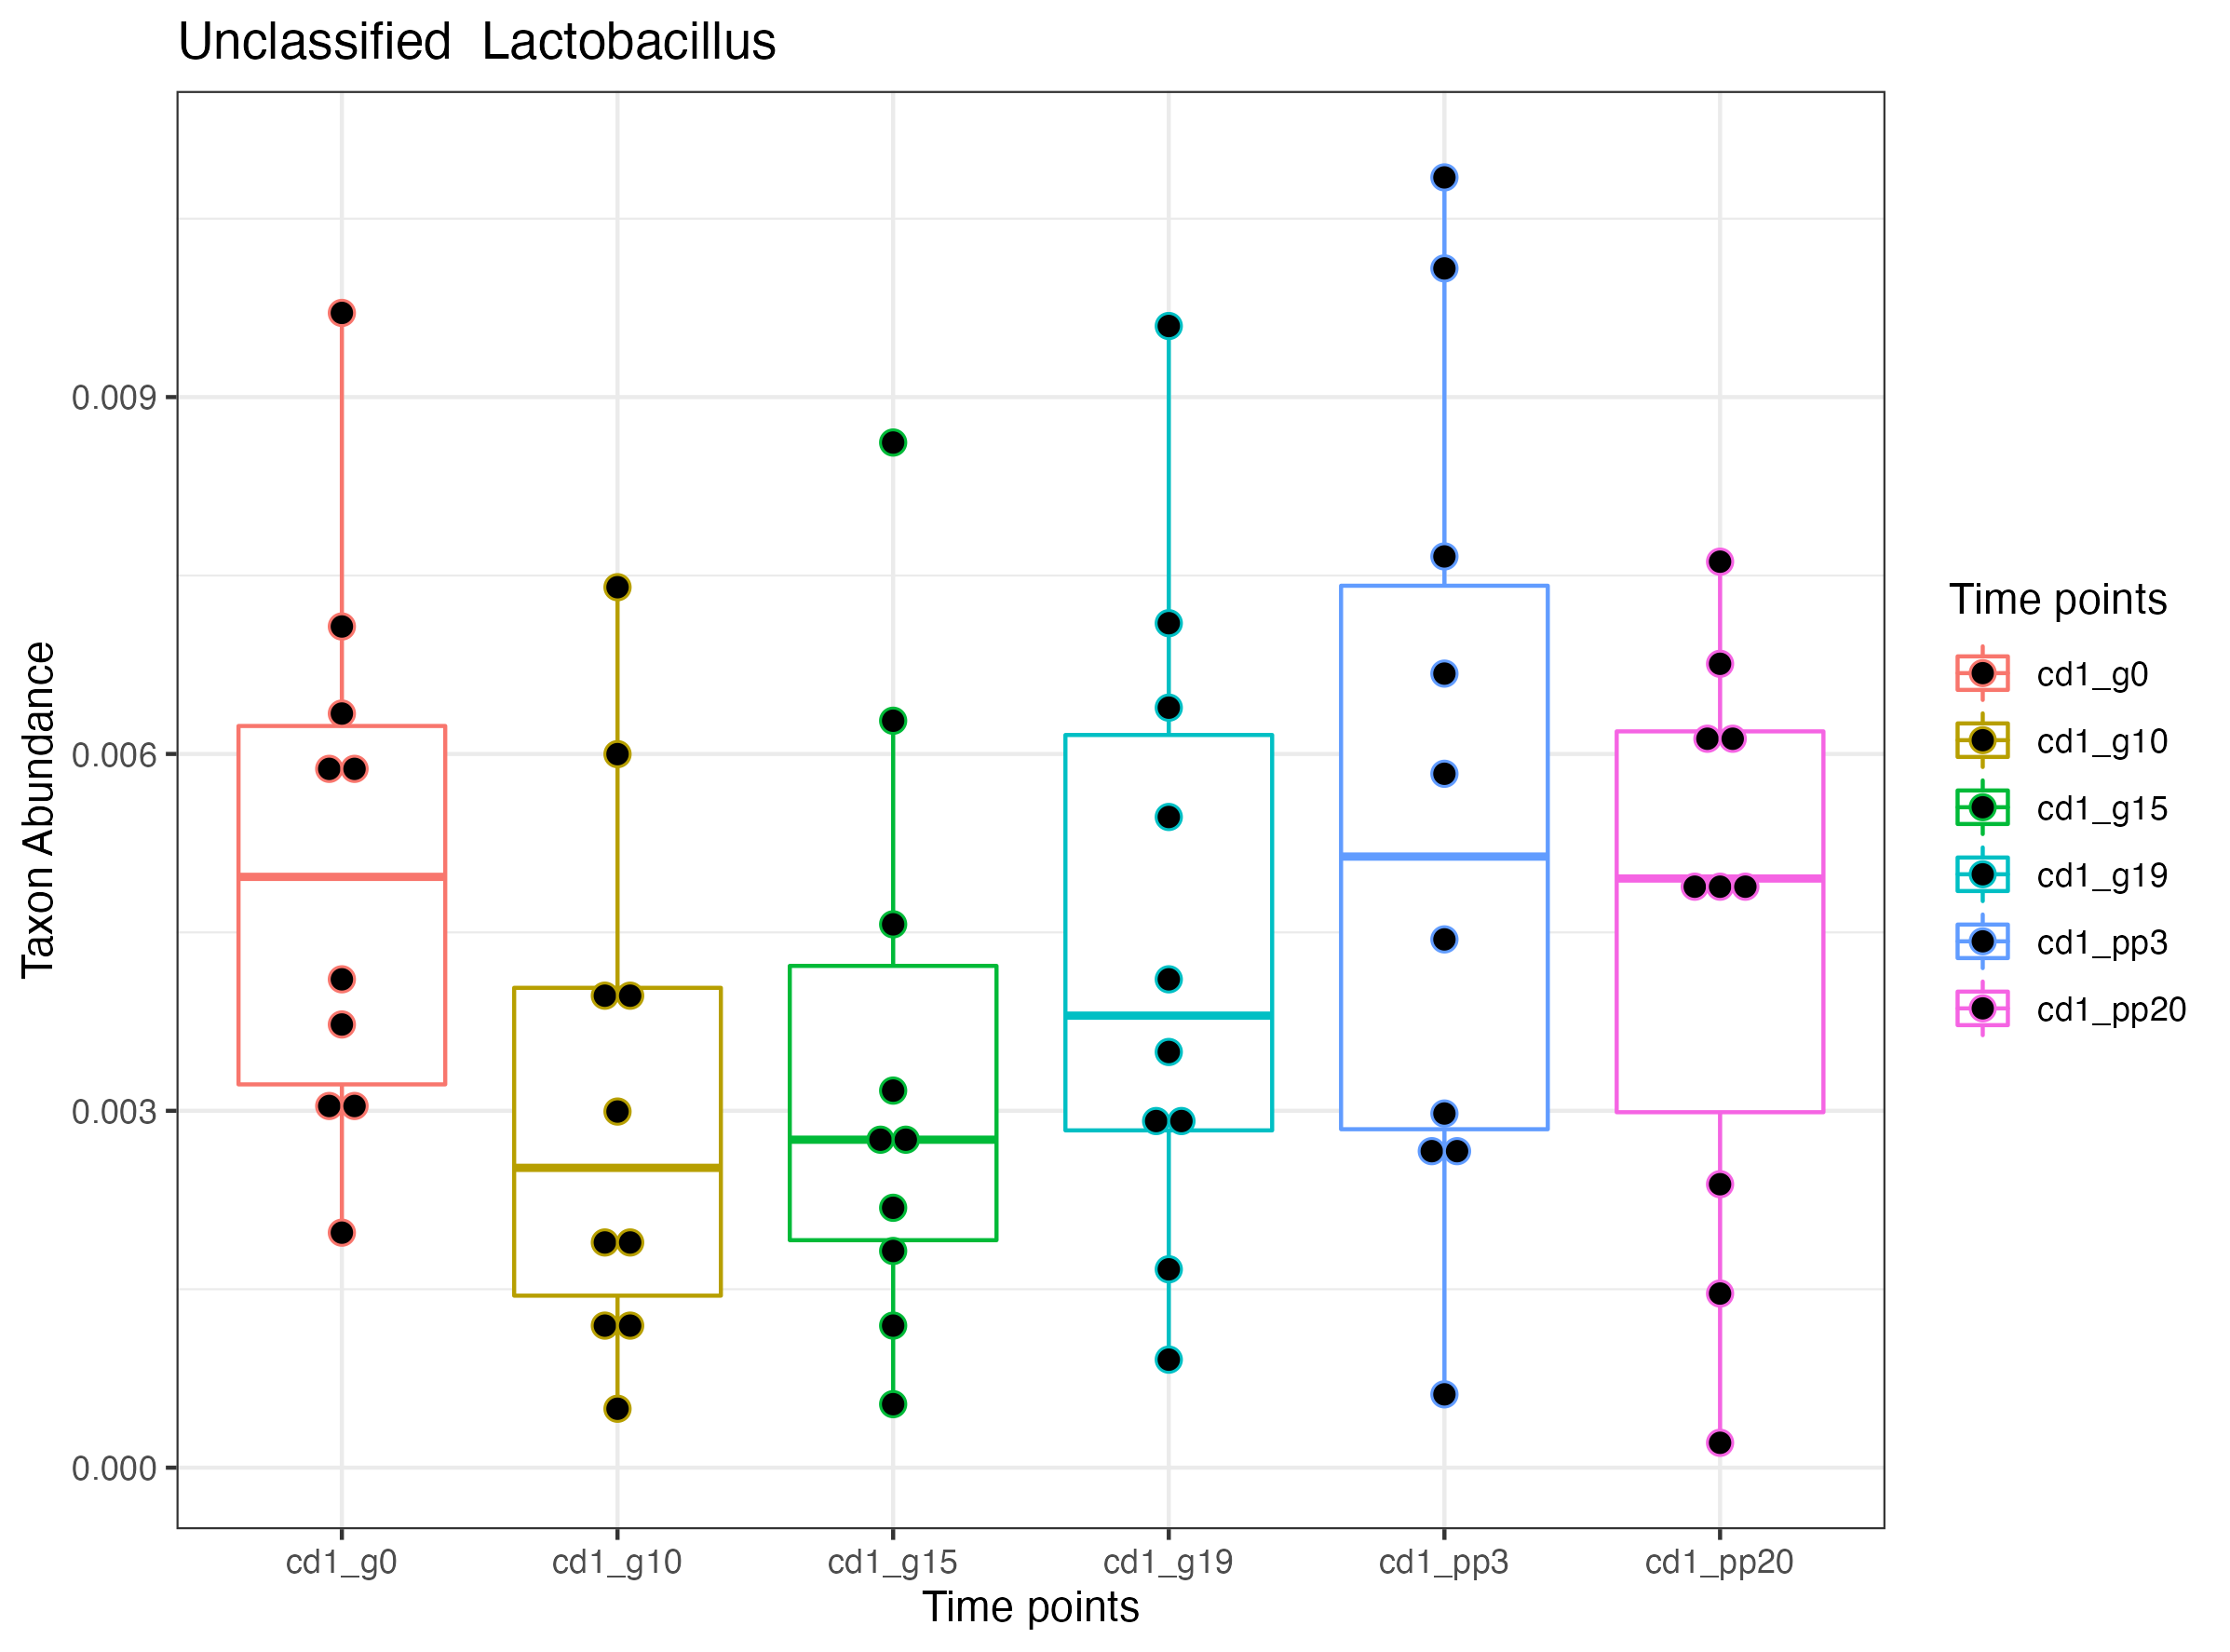 Unclassified  Lactobacillus
Taxon Abundance
0.009
0.006
0.003
0.000
cd1_g0
cd1_g10
cd1_g15
cd1_g19
cd1_pp3
cd1_pp20
Time points
Time points
cd1_g0
cd1_g10
cd1_g15
cd1_g19
cd1_pp3
cd1_pp20